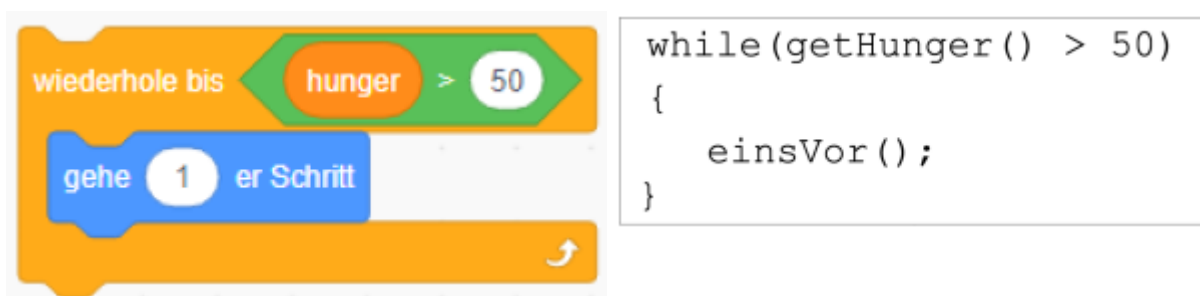 wiederhole bis hunger > 50
gehe 1 er Schritt
while(getHunger() > 50)
{
einsVor();
}